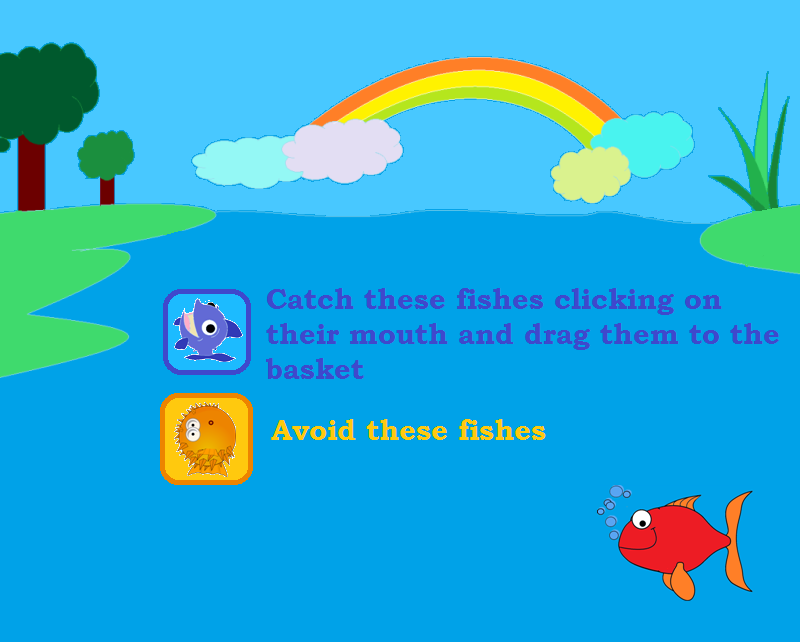 Catch these fishes clicking on
their mouth and drag them to the
basket
Avoid these fishes